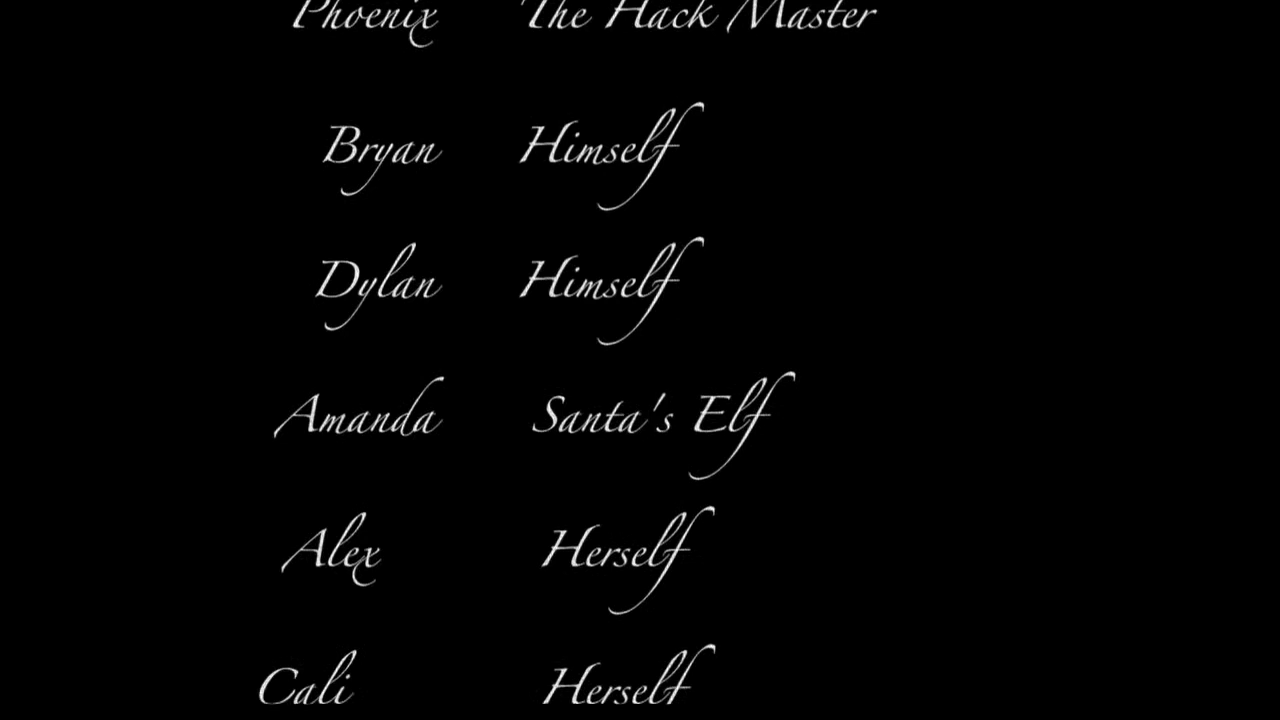 Phoenix The Hack Master
Bryan Himself
Dylan Himself
Amanda Santa's Elf
Alex Herself
Cali Herself